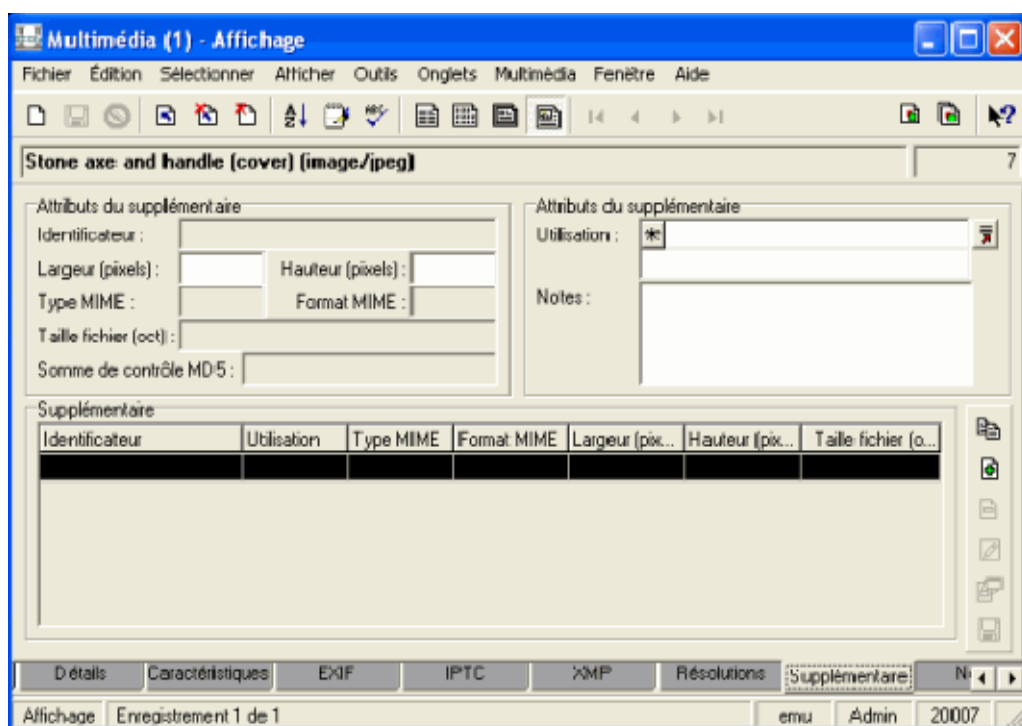 Multimédia (1) - Affichage
Fichier Édition Sélectionner Afficher Outils Onglets Multimédia Fenêtre Aide
Stone axe and handle (cover) (image/jpeg) 7
Attributs du supplémentaire
Identificateur :
Largeur (pixels) : Hauteur (pixels) :
Type MIME : Format MIME :
Taille fichier (oct) :
Somme de contrôle MD5 :
Attributs du supplémentaire
Utilisation :
Notes :
Supplémentaire
Identificateur Utilisation Type MIME Format MIME Largeur (pix... Hauteur (pix... Taille fichier (o...
Détails Caractéristiques EXIF IPTC XMP Résolutions Supplémentaire N
Affichage Enregistrement 1 de 1 emu Admin 20007